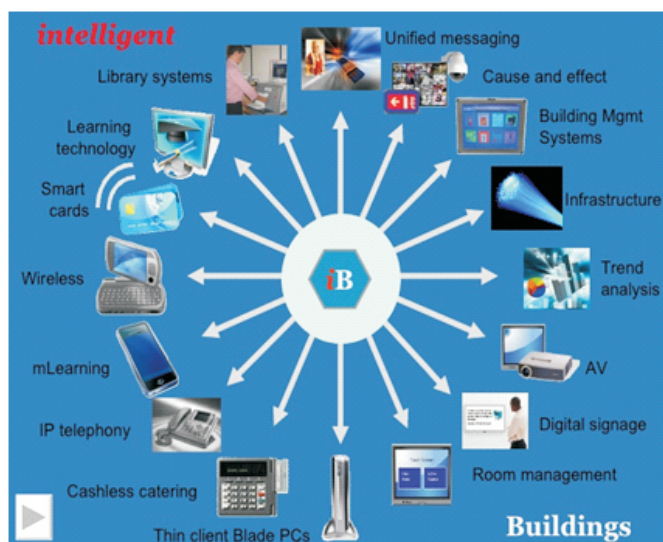 intelligent
Unified messaging
Library systems
Cause and effect
Learning
technology
Building Mgmt
Systems
Smart
cards
Infrastructure
Wireless
iB
Trend
analysis
mLearning
AV
IP telephony
Digital signage
Cashless catering
Room management
Thin client Blade PCs
Buildings